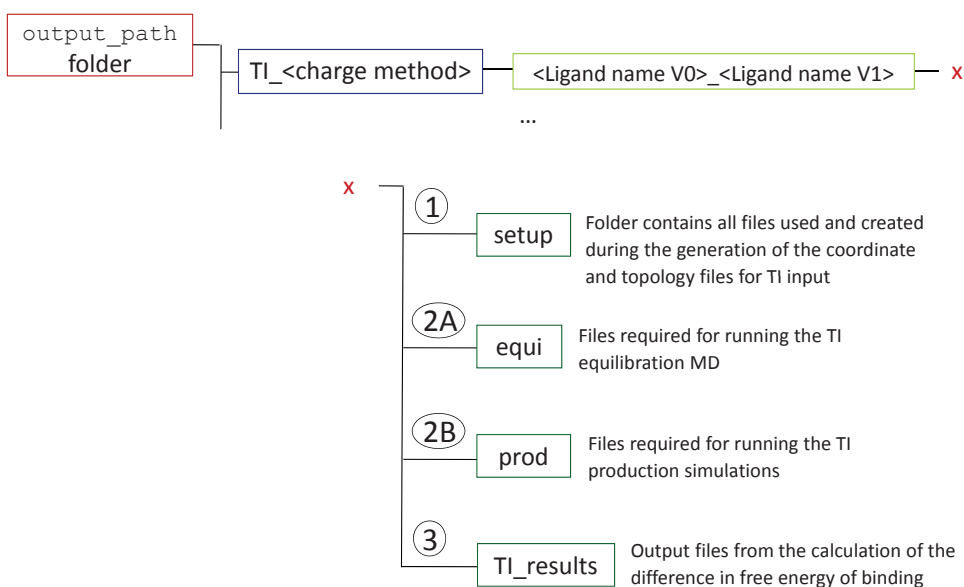 output_path
folder
TI_<charge method>
<Ligand name V0>_<Ligand name V1>
x
...
x
1
setup
Folder contains all files used and created
during the generation of the coordinate
and topology files for TI input
2A
equi
Files required for running the TI
equilibration MD
2B
prod
Files required for running the TI
production simulations
3
TI_results
Output files from the calculation of the
difference in free energy of binding